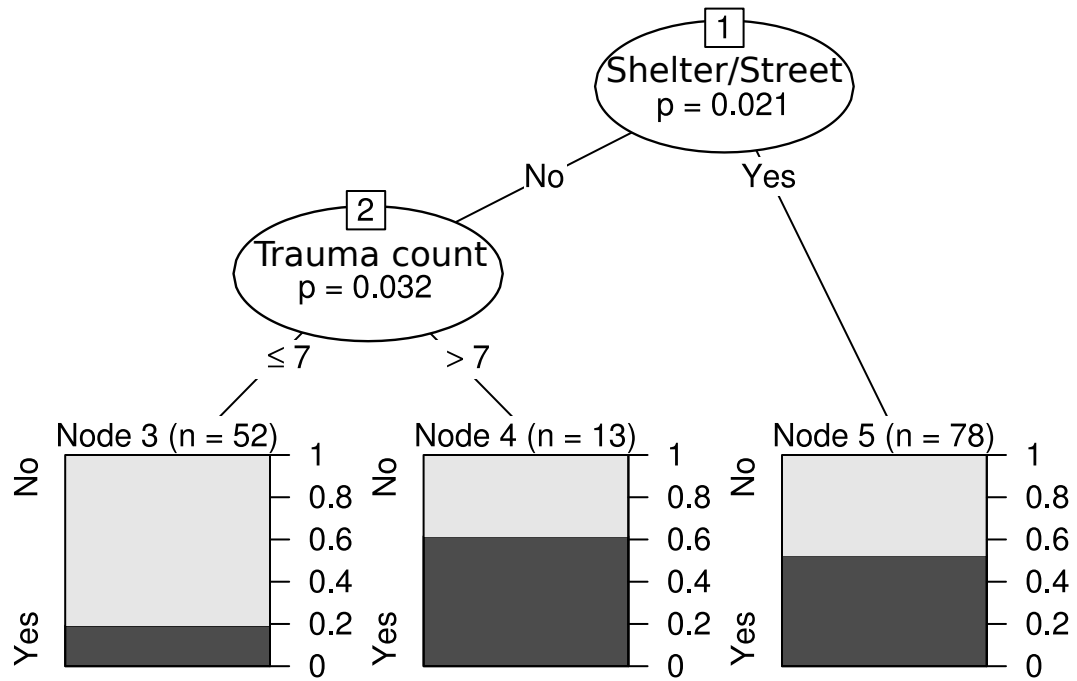 1
Shelter/Street
p = 0.021
No
Yes
2
Trauma count
p = 0.032
≤ 7
> 7
Node 3 (n = 52)
No
Yes
1
0.8
0.6
0.4
0.2
0
Node 4 (n = 13)
No
Yes
1
0.8
0.6
0.4
0.2
0
Node 5 (n = 78)
No
Yes
1
0.8
0.6
0.4
0.2
0